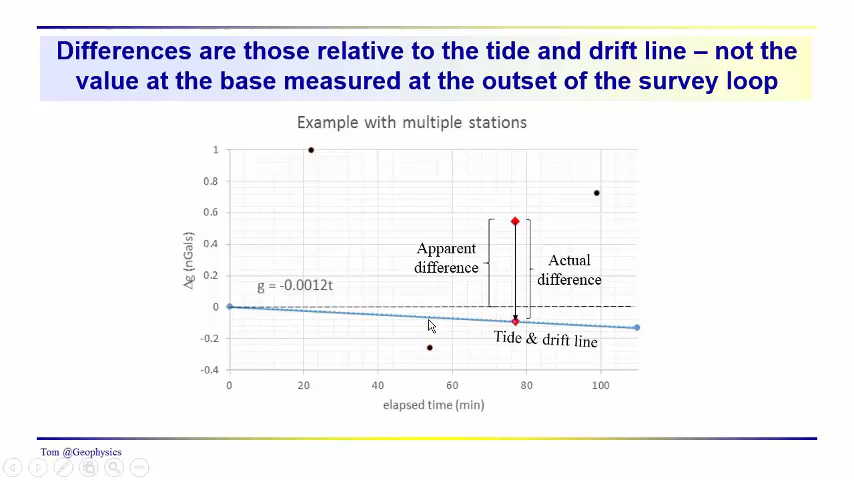 Differences are those relative to the tide and drift line – not the
value at the base measured at the outset of the survey loop
Example with multiple stations
1
0.8
0.6
0.4
0.2
0
-0.2
-0.4
Δg (nGals)
Apparent
difference
Actual
difference
g = -0.0012t
Tide & drift line
0
20
40
60
80
100
elapsed time (min)
Tom @Geophysics